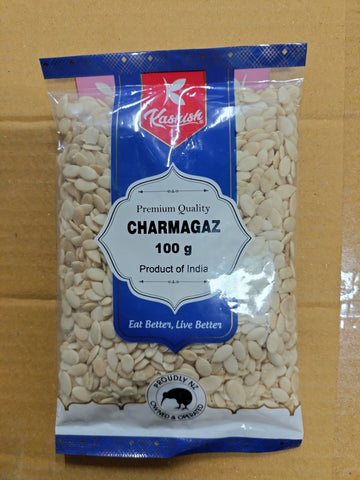 Kashish
Premium Quality
CHARMAGAZ
100 g
Product of India
Eat Better, Live Better
PROUDLY NZ
OWNED & OPERATED